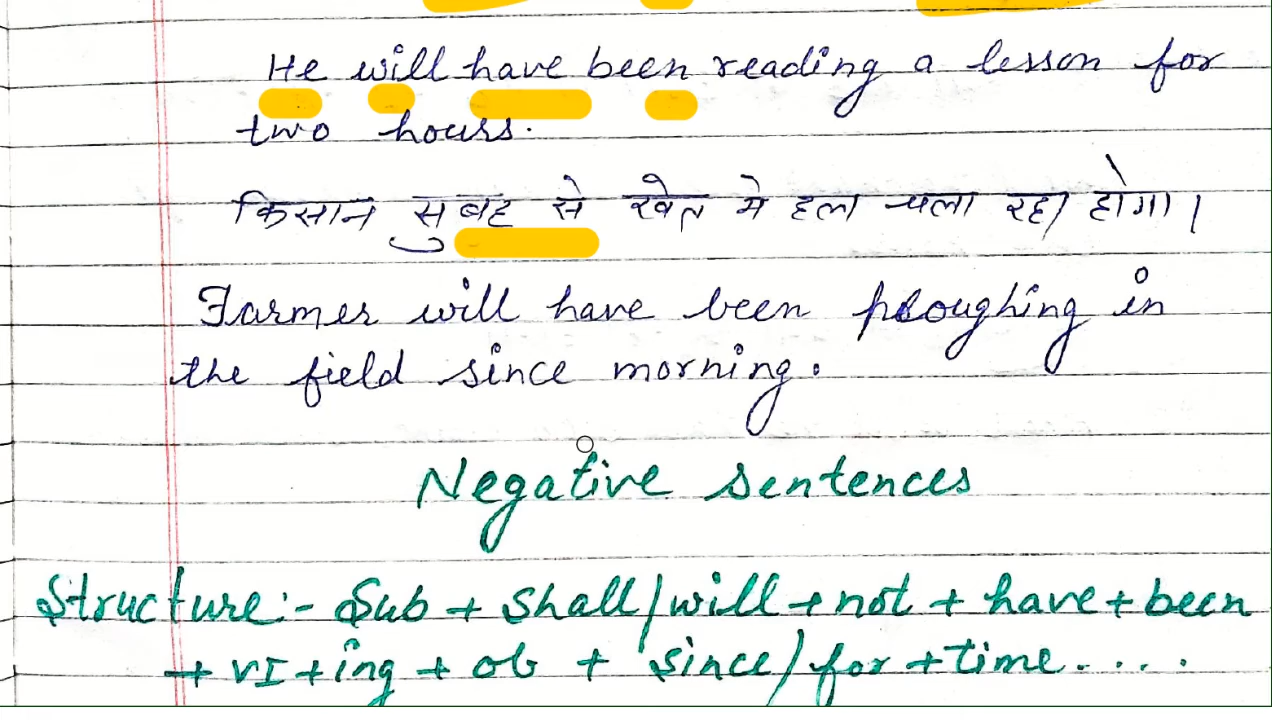 He will have been reading a lesson for
two hours.
किसान सुबह से खेत मे हल चला रहा होगा।
Farmer will have been ploughing in
the field since morning.
Negative sentences
Structure:- Sub + Shall/will + not + have + been
+ vI + ing + ob + since/for + time....